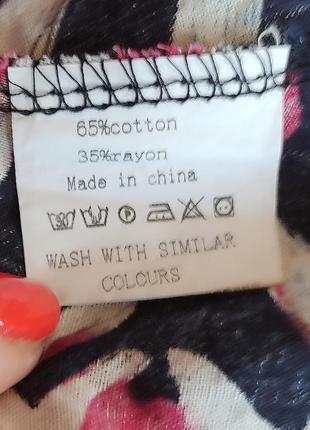 65%cotton
35%rayon
Made in china
WASH WITH SIMILAR
COLOURS